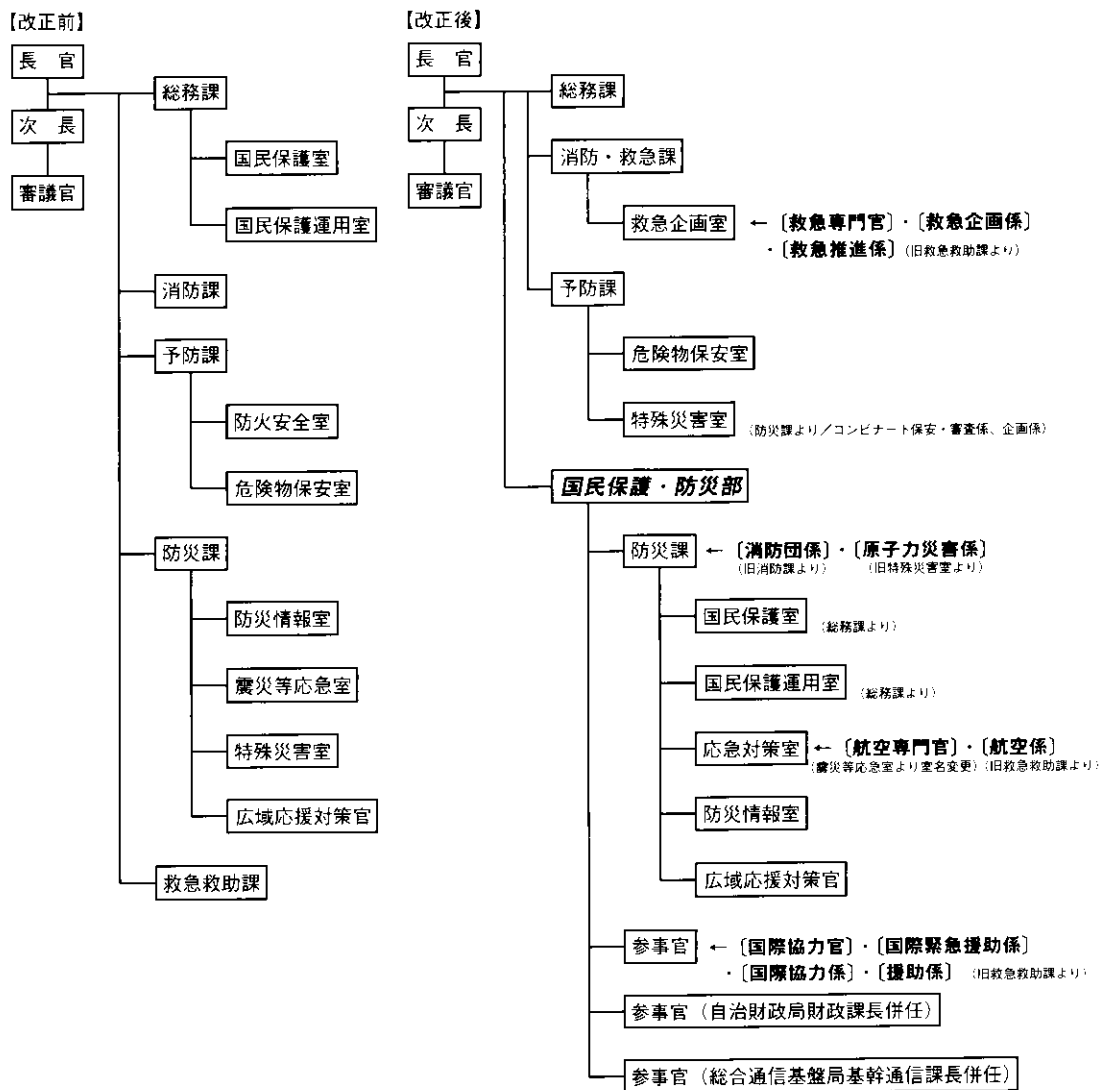 【改正前】
長　官
次　長
審議官
総務課
国民保護室
国民保護運用室
消防課
予防課
防火安全室
危険物保安室
防災課
防災情報室
震災等応急室
特殊災害室
広域応援対策官
救急救助課
【改正後】
長　官
次　長
審議官
総務課
消防・救急課
救急企画室 ← 〔救急専門官〕・〔救急企画係〕
・〔救急推進係〕（旧救急救助課より）
予防課
危険物保安室
特殊災害室 （防災課より／コンビナート保安・審査係、企画係）
国民保護・防災部
防災課 ← 〔消防団係〕・〔原子力災害係〕
（旧消防課より）　（旧特殊災害室より）
国民保護室 （総務課より）
国民保護運用室 （総務課より）
応急対策室 ← 〔航空専門官〕・〔航空係〕
（震災等応急室より室名変更）（旧救急救助課より）
防災情報室
広域応援対策官
参事官 ← 〔国際協力官〕・〔国際緊急援助係〕
・〔国際協力係〕・〔援助係〕（旧救急救助課より）
参事官（自治財政局財政課長併任）
参事官（総合通信基盤局基幹通信課長併任）